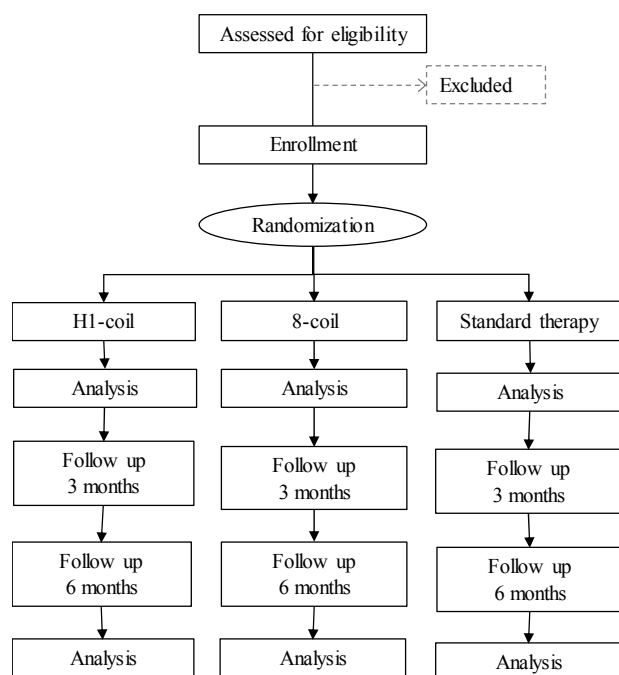 Assessed for eligibility
Excluded
Enrollment
Randomization
H1-coil
8-coil
Standard therapy
Analysis
Analysis
Analysis
Follow up
3 months
Follow up
3 months
Follow up
3 months
Follow up
6 months
Follow up
6 months
Follow up
6 months
Analysis
Analysis
Analysis